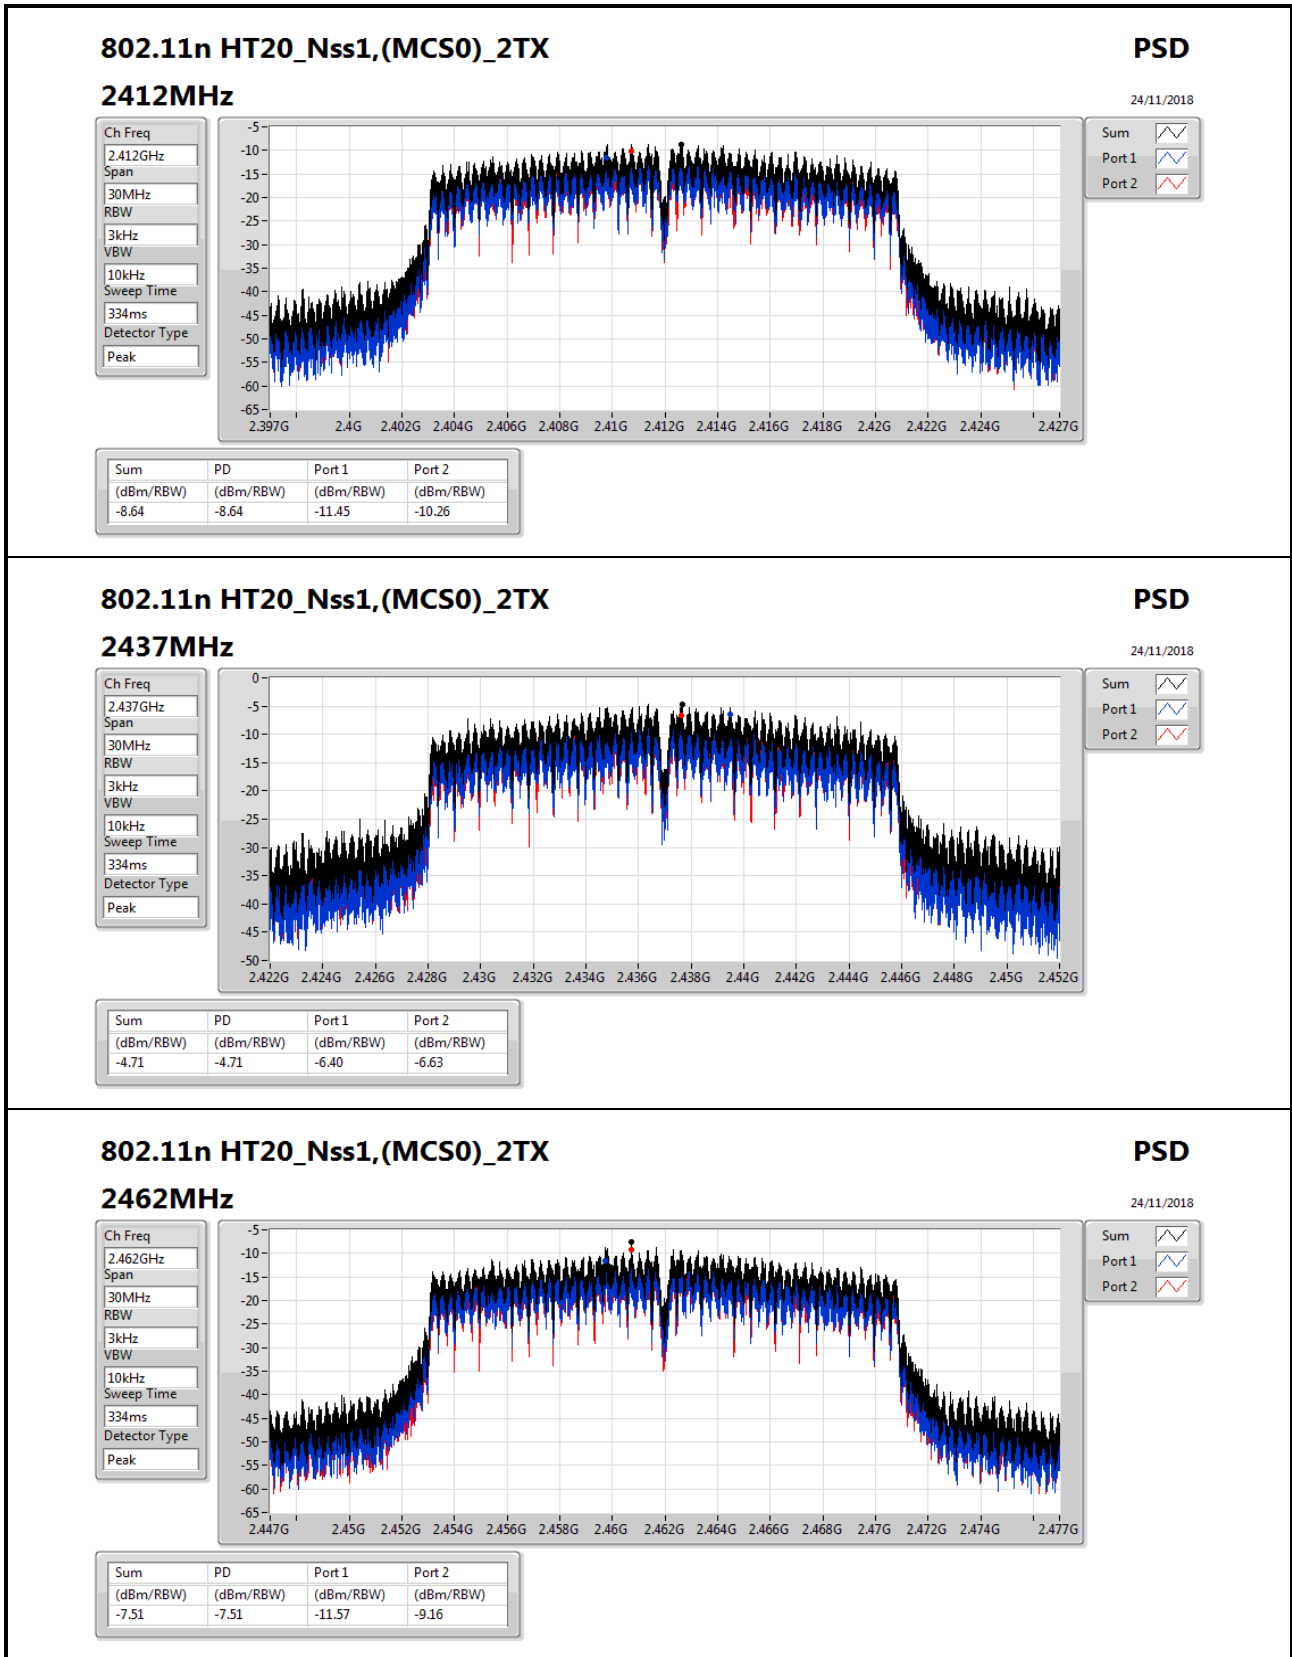 802.11n HT20_Nss1,(MCS0)_2TX PSD
2412MHz 24/11/2018
Ch Freq
2.412GHz
Span
30MHz
RBW
3kHz
VBW
10kHz
Sweep Time
334ms
Detector Type
Peak
-5
-10
-15
-20
-25
-30
-35
-40
-45
-50
-55
-60
-65
2.397G 2.4G 2.402G 2.404G 2.406G 2.408G 2.41G 2.412G 2.414G 2.416G 2.418G 2.42G 2.422G 2.424G 2.427G
Sum
Port 1
Port 2
Sum PD Port 1 Port 2
(dBm/RBW) (dBm/RBW) (dBm/RBW) (dBm/RBW)
-8.64 -8.64 -11.45 -10.26
802.11n HT20_Nss1,(MCS0)_2TX PSD
2437MHz 24/11/2018
Ch Freq
2.437GHz
Span
30MHz
RBW
3kHz
VBW
10kHz
Sweep Time
334ms
Detector Type
Peak
0
-5
-10
-15
-20
-25
-30
-35
-40
-45
-50
2.422G 2.424G 2.426G 2.428G 2.43G 2.432G 2.434G 2.436G 2.438G 2.44G 2.442G 2.444G 2.446G 2.448G 2.45G 2.452G
Sum
Port 1
Port 2
Sum PD Port 1 Port 2
(dBm/RBW) (dBm/RBW) (dBm/RBW) (dBm/RBW)
-4.71 -4.71 -6.40 -6.63
802.11n HT20_Nss1,(MCS0)_2TX PSD
2462MHz 24/11/2018
Ch Freq
2.462GHz
Span
30MHz
RBW
3kHz
VBW
10kHz
Sweep Time
334ms
Detector Type
Peak
-5
-10
-15
-20
-25
-30
-35
-40
-45
-50
-55
-60
-65
2.447G 2.45G 2.452G 2.454G 2.456G 2.458G 2.46G 2.462G 2.464G 2.466G 2.468G 2.47G 2.472G 2.474G 2.477G
Sum
Port 1
Port 2
Sum PD Port 1 Port 2
(dBm/RBW) (dBm/RBW) (dBm/RBW) (dBm/RBW)
-7.51 -7.51 -11.57 -9.16